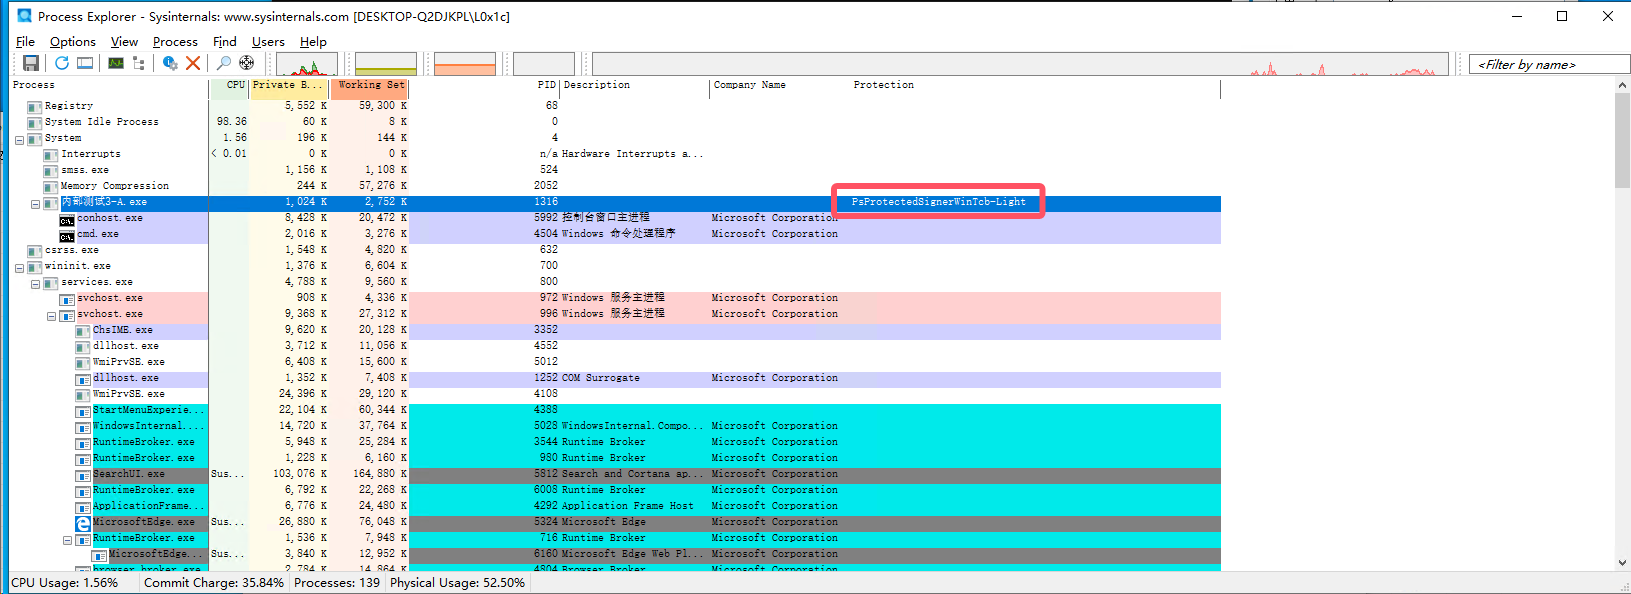 Process Explorer - Sysinternals: www.sysinternals.com [DESKTOP-Q2DJKPL\L0x1c]
File Options View Process Find Users Help
<Filter by name>
Process CPU Private B... Working Set PID Description Company Name Protection
Registry 5,552 K 59,300 K 68
System Idle Process 98.36 60 K 8 K 0
System 1.56 196 K 144 K 4
Interrupts < 0.01 0 K 0 K n/a Hardware Interrupts a...
smss.exe 1,156 K 1,108 K 524
Memory Compression 244 K 57,276 K 2052
内部测试3-A.exe 1,024 K 2,752 K 1316 PsProtectedSignerWinTcb-Light
conhost.exe 8,428 K 20,472 K 5992 控制台窗口主进程 Microsoft Corporation
cmd.exe 2,016 K 3,276 K 4504 Windows 命令处理程序 Microsoft Corporation
csrss.exe 1,548 K 4,820 K 632
wininit.exe 1,376 K 6,604 K 700
services.exe 4,788 K 9,560 K 800
svchost.exe 908 K 4,336 K 972 Windows 服务主进程 Microsoft Corporation
svchost.exe 9,368 K 27,312 K 996 Windows 服务主进程 Microsoft Corporation
ChsIME.exe 9,620 K 20,128 K 3352
dllhost.exe 3,712 K 11,056 K 4552
WmiPrvSE.exe 6,408 K 15,600 K 5012
dllhost.exe 1,352 K 7,408 K 1252 COM Surrogate Microsoft Corporation
WmiPrvSE.exe 24,396 K 29,120 K 4108
StartMenuExperie... 22,104 K 60,344 K 4388
WindowsInternal.... 14,720 K 37,764 K 5028 WindowsInternal.Compo... Microsoft Corporation
RuntimeBroker.exe 5,948 K 25,284 K 3544 Runtime Broker Microsoft Corporation
RuntimeBroker.exe 1,228 K 6,160 K 980 Runtime Broker Microsoft Corporation
SearchUI.exe Sus... 103,076 K 164,880 K 5812 Search and Cortana ap... Microsoft Corporation
RuntimeBroker.exe 6,792 K 22,268 K 6008 Runtime Broker Microsoft Corporation
ApplicationFrame... 6,776 K 24,480 K 4292 Application Frame Host Microsoft Corporation
MicrosoftEdge.exe Sus... 26,880 K 76,048 K 5324 Microsoft Edge Microsoft Corporation
RuntimeBroker.exe 1,536 K 7,948 K 716 Runtime Broker Microsoft Corporation
MicrosoftEdge... Sus... 3,840 K 12,952 K 6160 Microsoft Edge Web Pl... Microsoft Corporation
browser_broker.exe 2,784 K 14,864 K 4804 Browser_Broker Microsoft Corporation
CPU Usage: 1.56% Commit Charge: 35.84% Processes: 139 Physical Usage: 52.50%